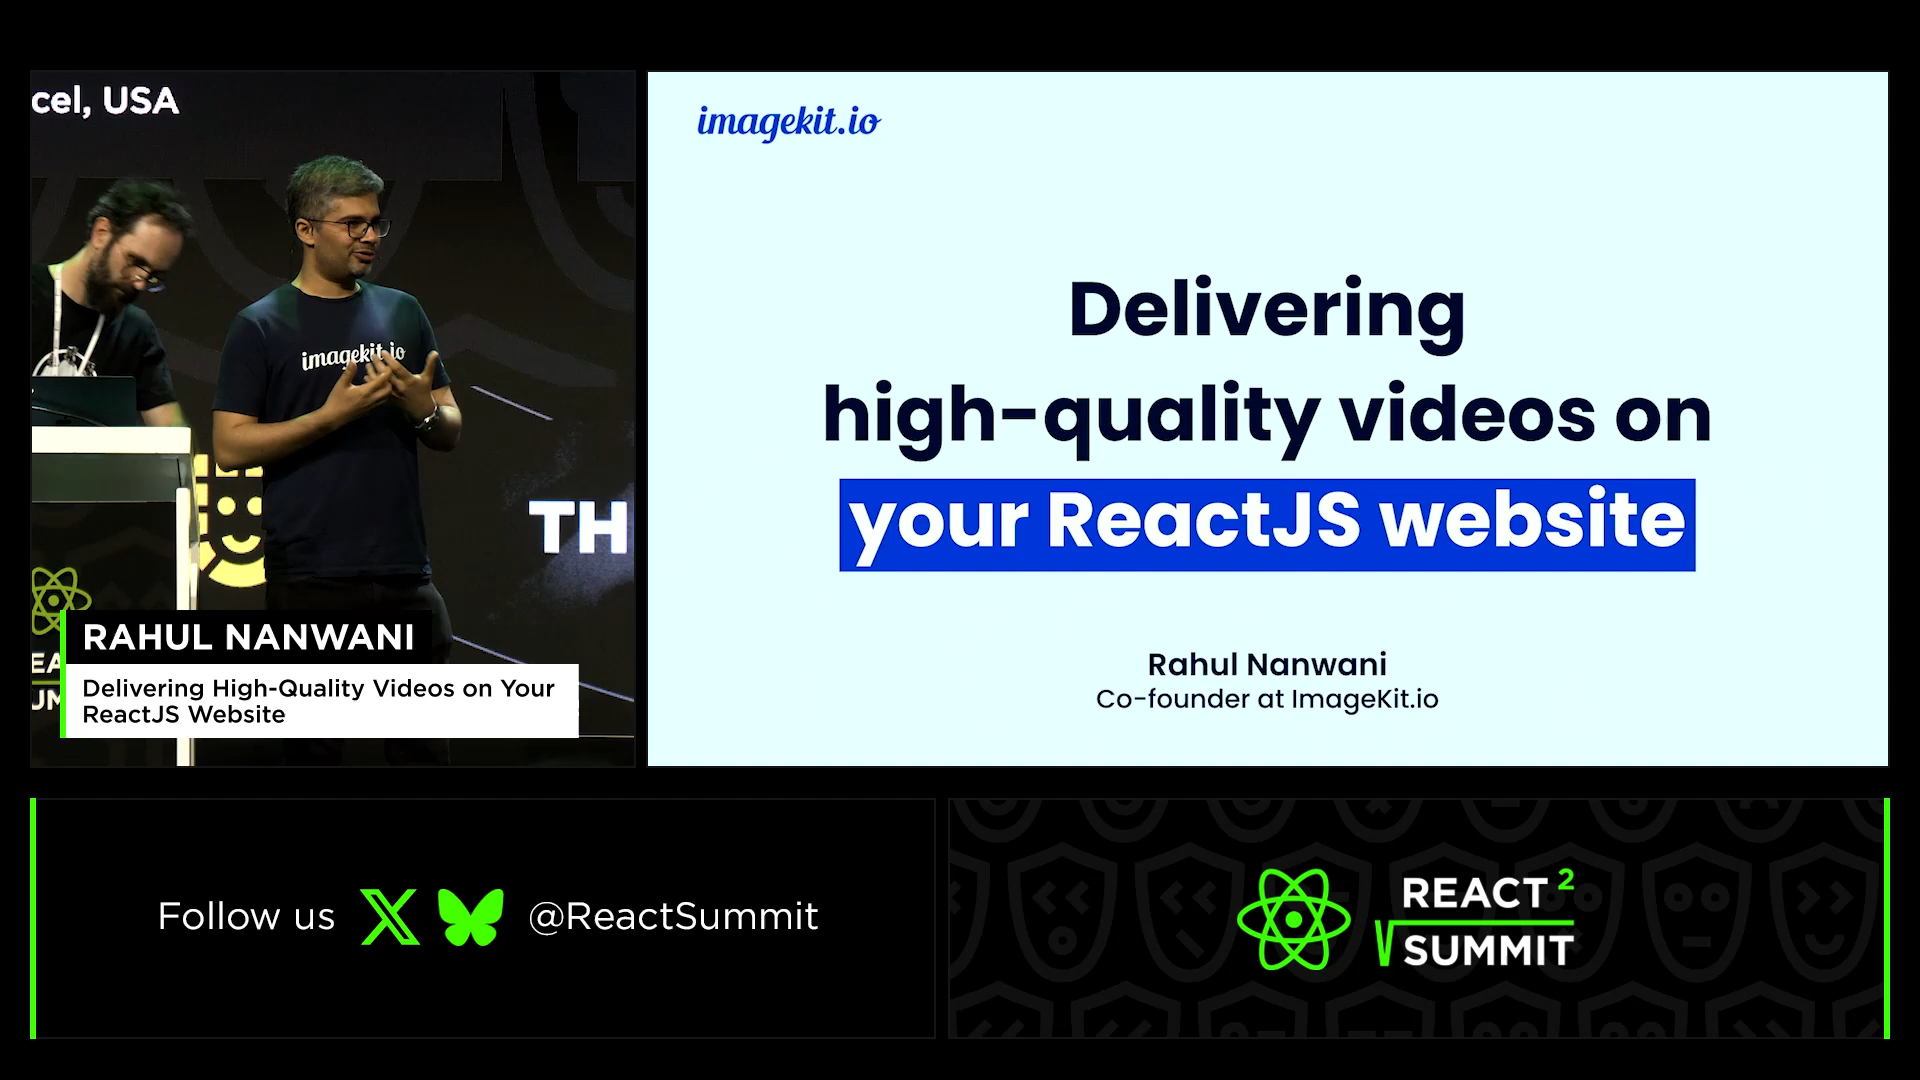 cel, USA
imagekit.io
TH
REA
UM
RAHUL NANWANI
Delivering High-Quality Videos on Your
ReactJS Website
imagekit.io
Delivering
high-quality videos on
your ReactJS website
Rahul Nanwani
Co-founder at ImageKit.io
Follow us @ReactSummit
REACT 2
SUMMIT